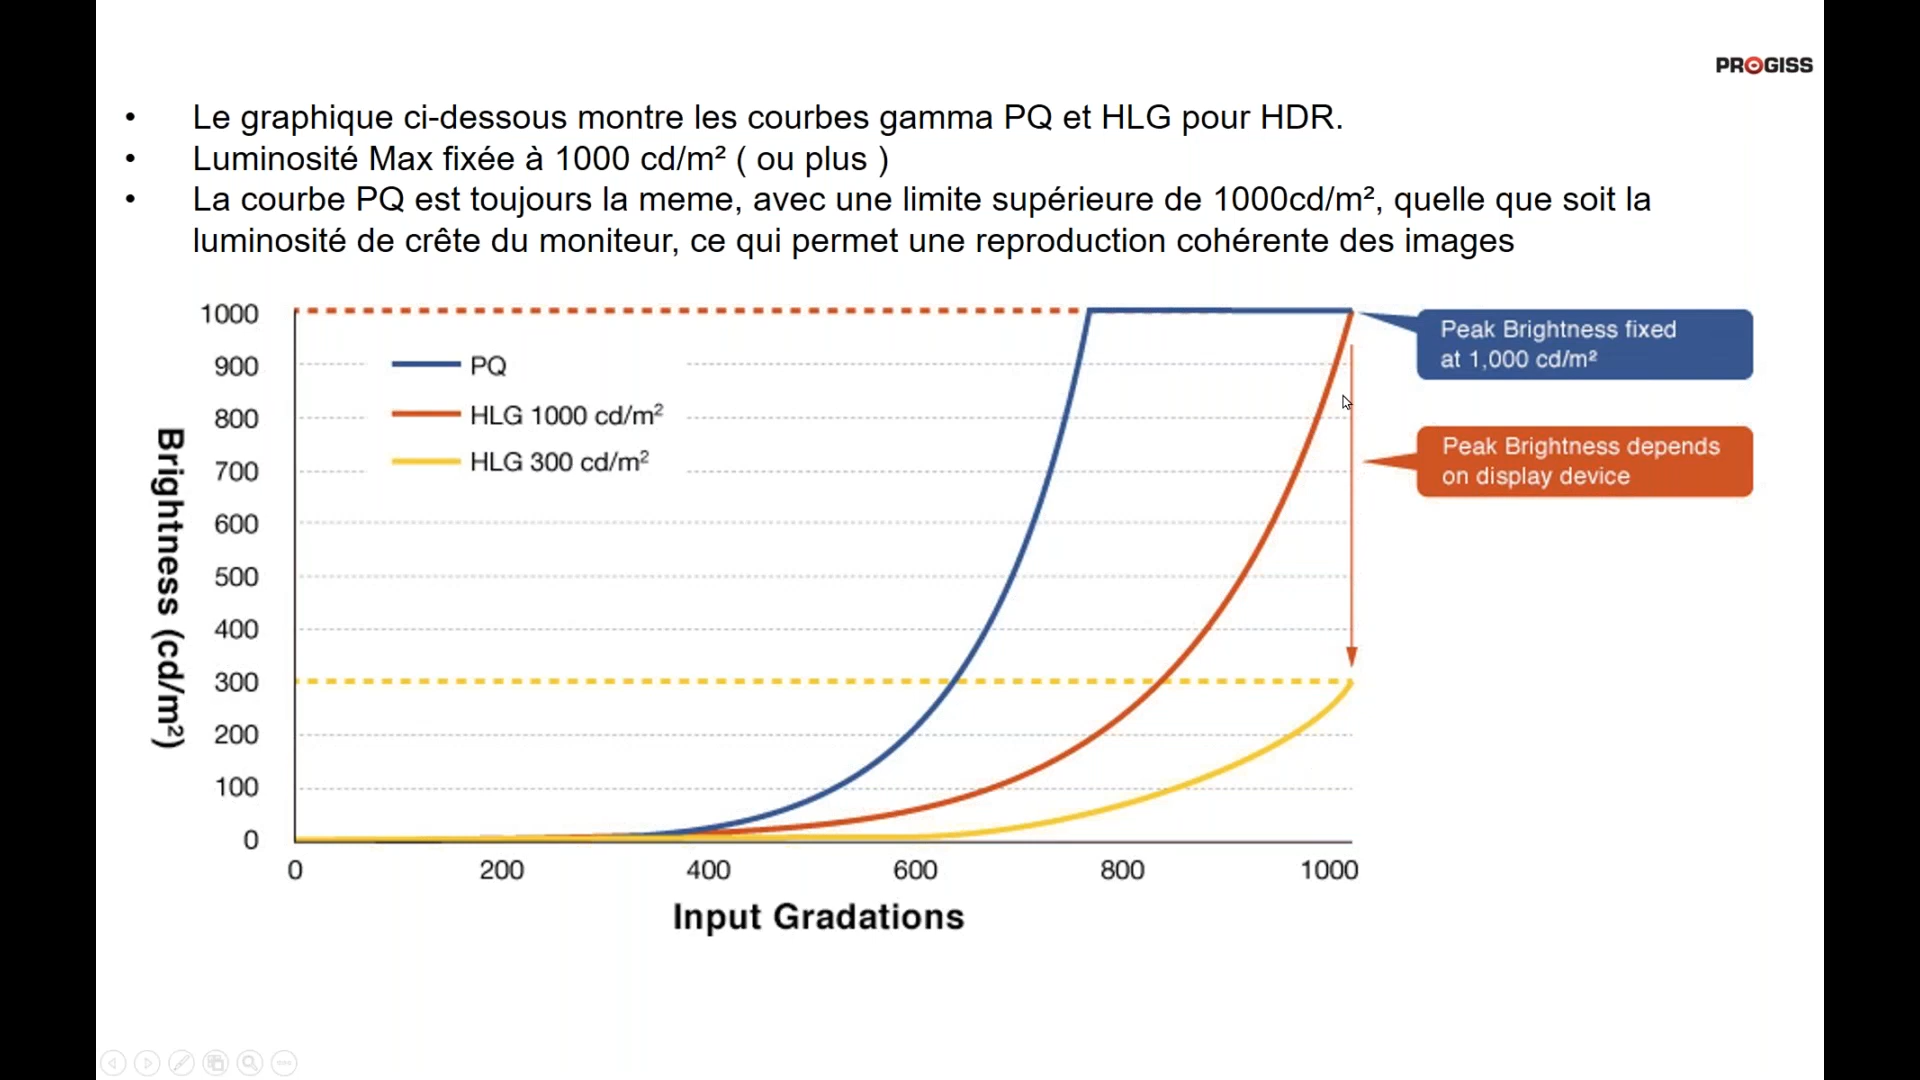 PROGISS
• Le graphique ci-dessous montre les courbes gamma PQ et HLG pour HDR.
• Luminosité Max fixée à 1000 cd/m² ( ou plus )
• La courbe PQ est toujours la meme, avec une limite supérieure de 1000cd/m², quelle que soit la
luminosité de crête du moniteur, ce qui permet une reproduction cohérente des images
1000
900
800
700
600
500
400
300
200
100
0
Brightness (cd/m²)
PQ
HLG 1000 cd/m²
HLG 300 cd/m²
Peak Brightness fixed
at 1,000 cd/m²
Peak Brightness depends
on display device
0 200 400 600 800 1000
Input Gradations